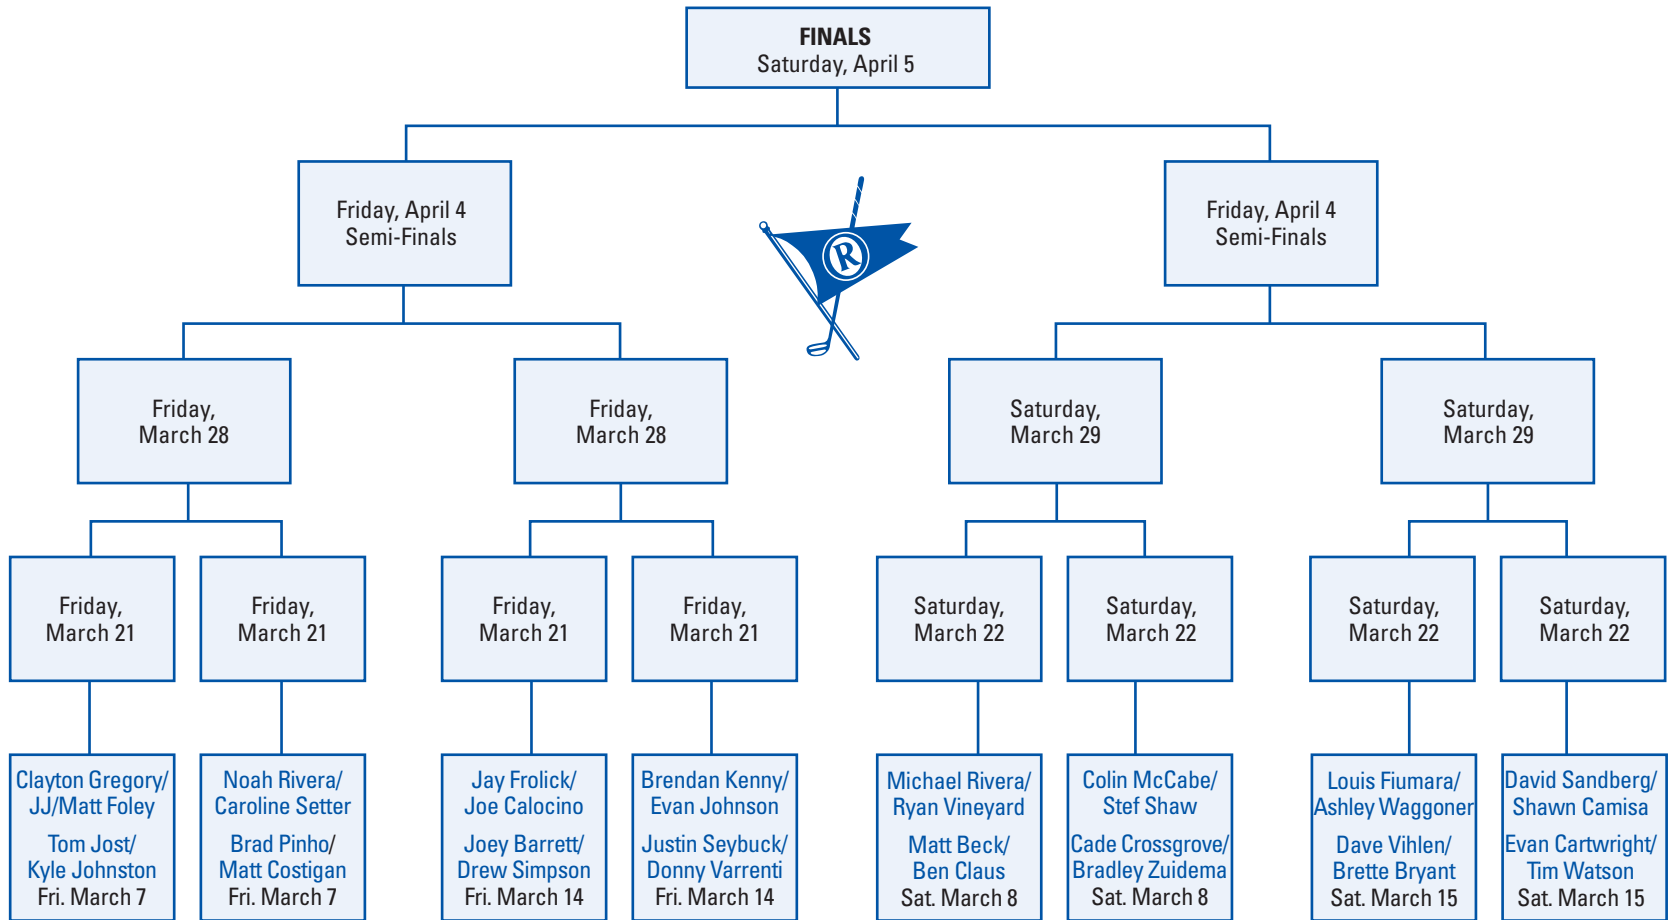 FINALS
Saturday, April 5
Friday, April 4
Semi-Finals
Friday, April 4
Semi-Finals
R
Friday,
March 28
Friday,
March 28
Saturday,
March 29
Saturday,
March 29
Friday,
March 21
Friday,
March 21
Friday,
March 21
Friday,
March 21
Saturday,
March 22
Saturday,
March 22
Saturday,
March 22
Saturday,
March 22
Clayton Gregory/
JJ/Matt Foley
Tom Jost/
Kyle Johnston
Fri. March 7
Noah Rivera/
Caroline Setter
Brad Pinho/
Matt Costigan
Fri. March 7
Jay Frolick/
Joe Calocino
Joey Barrett/
Drew Simpson
Fri. March 14
Brendan Kenny/
Evan Johnson
Justin Seybuck/
Donny Varrenti
Fri. March 14
Michael Rivera/
Ryan Vineyard
Matt Beck/
Ben Claus
Sat. March 8
Colin McCabe/
Stef Shaw
Cade Crossgrove/
Bradley Zuidema
Sat. March 8
Louis Fiumara/
Ashley Waggoner
Dave Vihlen/
Brette Bryant
Sat. March 15
David Sandberg/
Shawn Camisa
Evan Cartwright/
Tim Watson
Sat. March 15